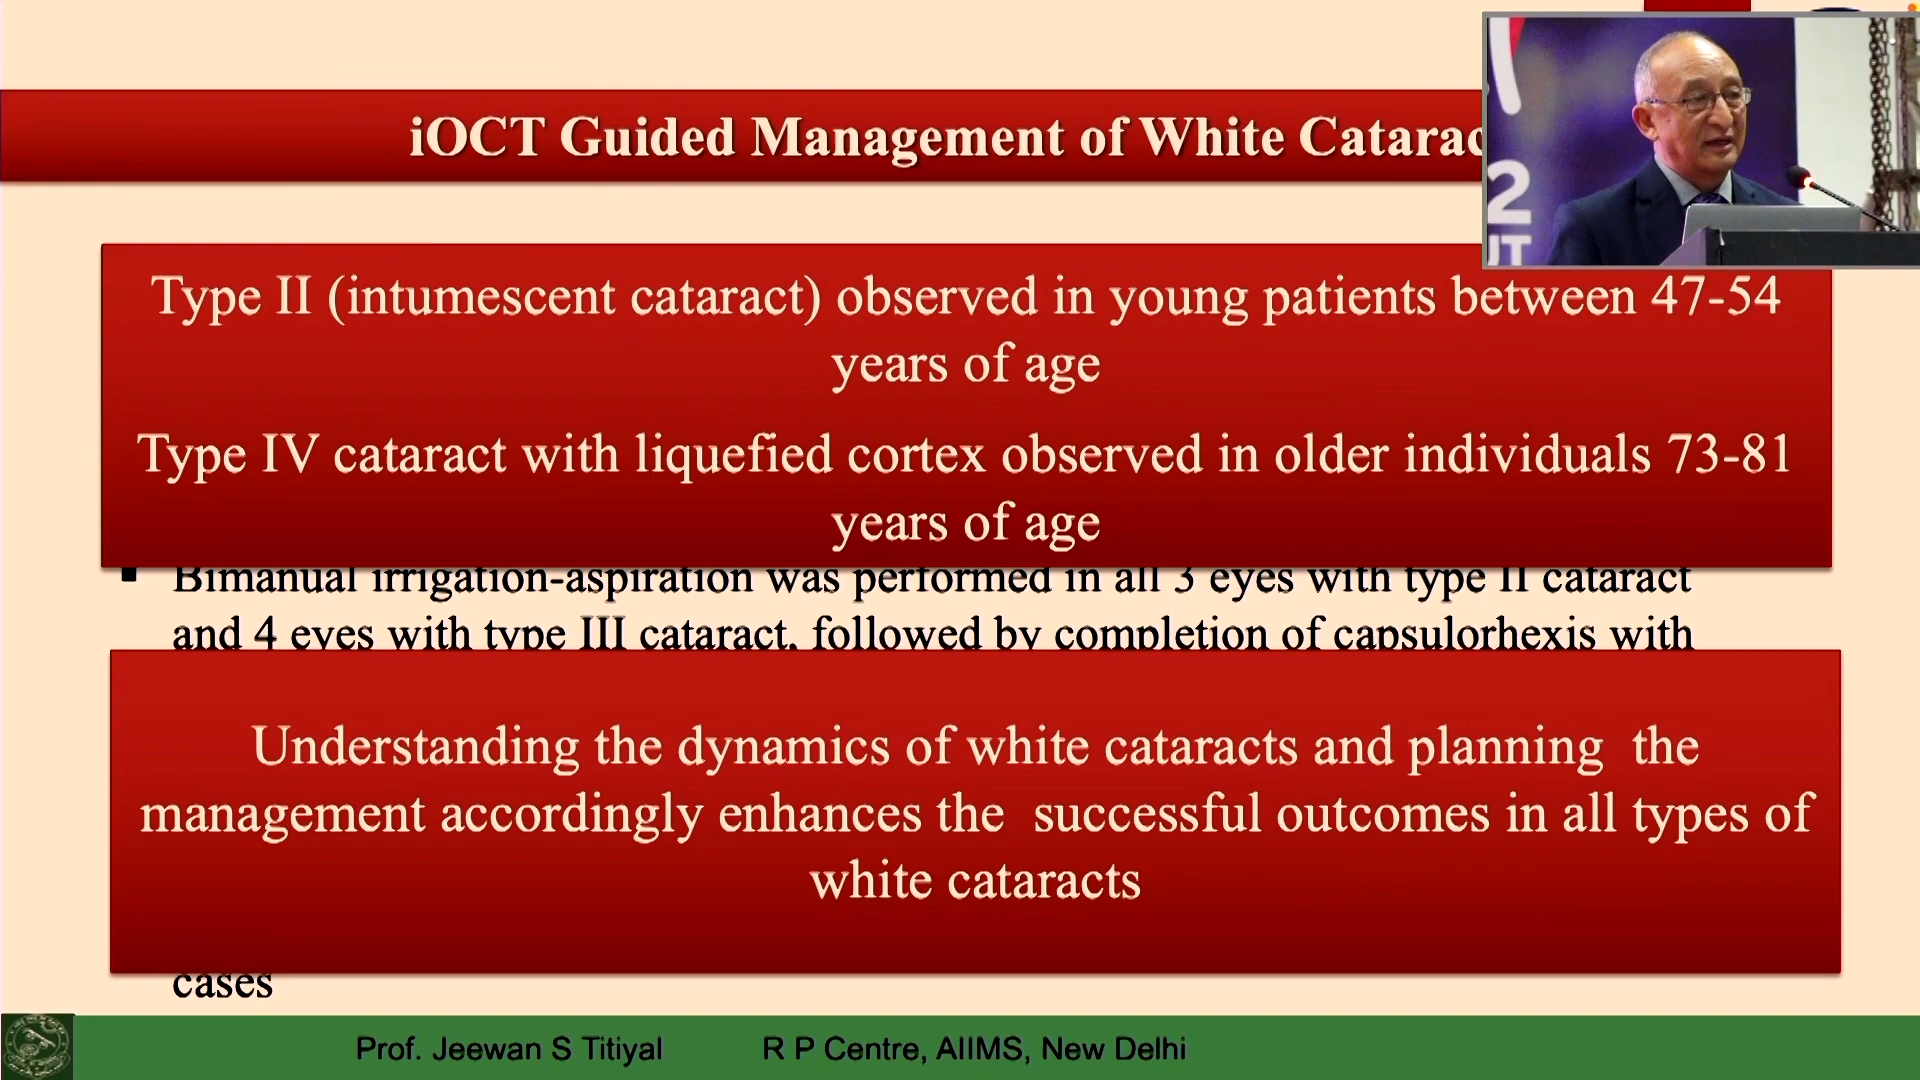 iOCT Guided Management of White Catarac
2
UT
Type II (intumescent cataract) observed in young patients between 47-54
years of age
Type IV cataract with liquefied cortex observed in older individuals 73-81
years of age
Bimanual irrigation-aspiration was performed in all 3 eyes with type II cataract
and 4 eyes with type III cataract, followed by completion of capsulorhexis with
Understanding the dynamics of white cataracts and planning the
management accordingly enhances the successful outcomes in all types of
white cataracts
cases
Prof. Jeewan S Titiyal R P Centre, AIIMS, New Delhi